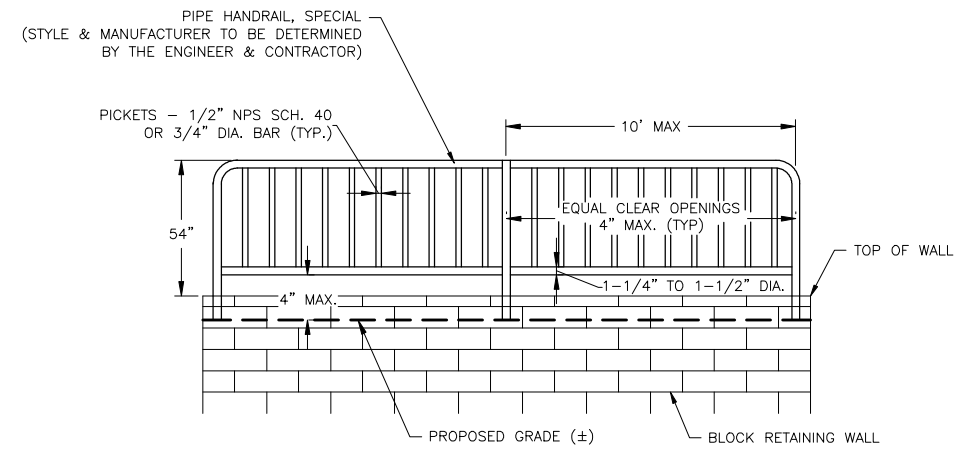 PIPE HANDRAIL, SPECIAL
(STYLE & MANUFACTURER TO BE DETERMINED
BY THE ENGINEER & CONTRACTOR)
PICKETS – 1/2" NPS SCH. 40
OR 3/4" DIA. BAR (TYP.)
10' MAX
EQUAL CLEAR OPENINGS
4" MAX. (TYP)
54"
TOP OF WALL
1-1/4" TO 1-1/2" DIA.
4" MAX.
PROPOSED GRADE (±)
BLOCK RETAINING WALL